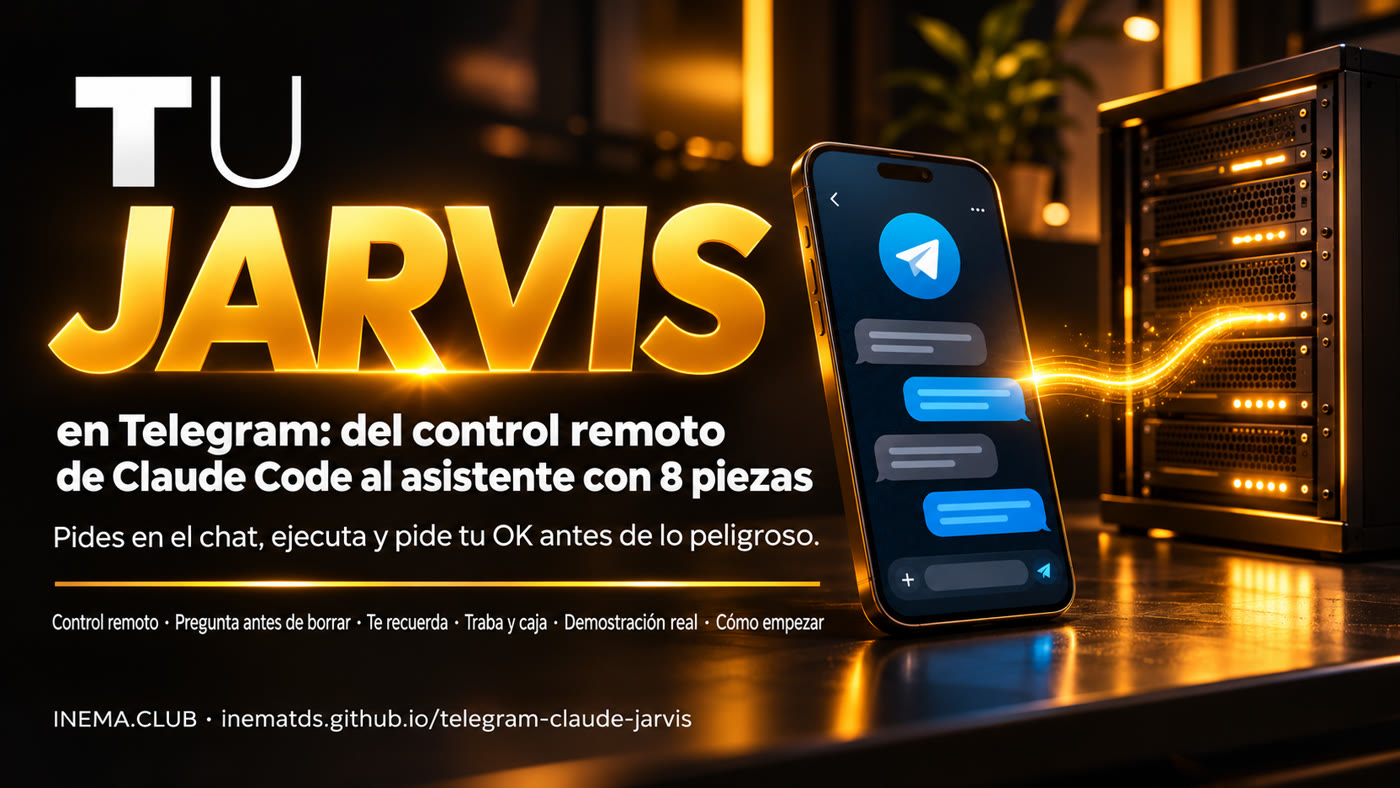 TU
JARVIS
en Telegram: del control remoto
de Claude Code al asistente con 8 piezas
Pides en el chat, ejecuta y pide tu OK antes de lo peligroso.
Control remoto · Pregunta antes de borrar · Te recuerda · Traba y caja · Demostración real · Cómo empezar
INEMA.CLUB · inematds.github.io/telegram-claude-jarvis